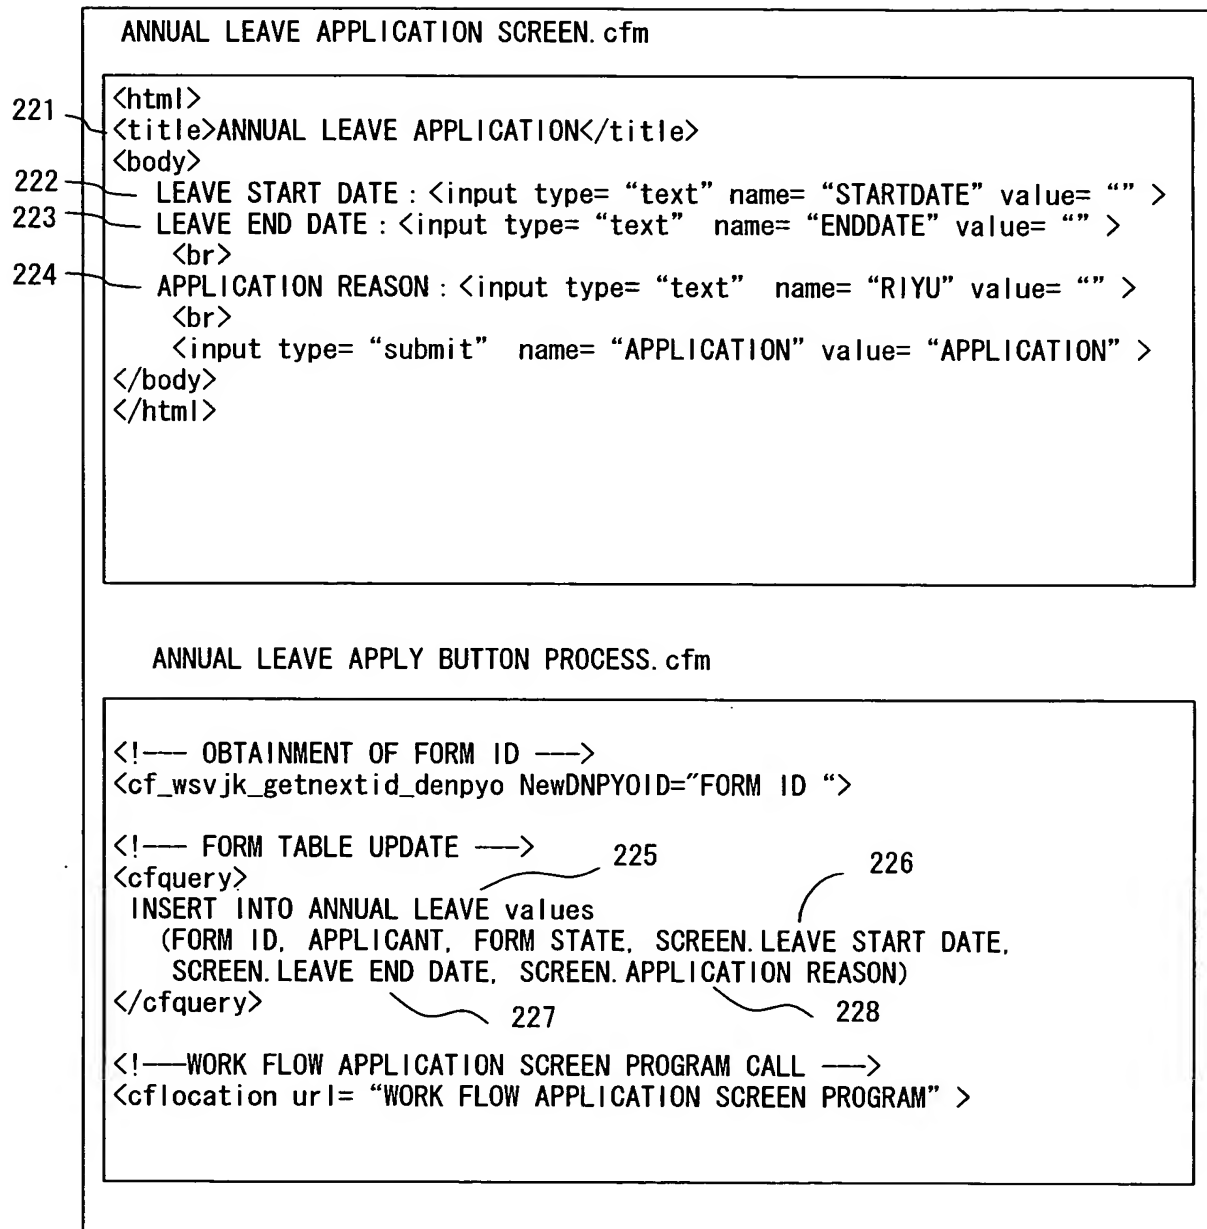 ANNUAL LEAVE APPLICATION SCREEN.cfm
<html>
221 <title>ANNUAL LEAVE APPLICATION</title>
<body>
222 LEAVE START DATE : <input type= “text” name= “STARTDATE” value= “” >
223 LEAVE END DATE : <input type= “text” name= “ENDDATE” value= “” >
<br>
224 APPLICATION REASON : <input type= “text” name= “RIYU” value= “” >
<br>
<input type= “submit” name= “APPLICATION” value= “APPLICATION” >
</body>
</html>
ANNUAL LEAVE APPLY BUTTON PROCESS.cfm
<!--- OBTAINMENT OF FORM ID --->
<cf_wsvjk_getnextid_denpyo NewDNPYOID="FORM ID “>
<!--- FORM TABLE UPDATE --->
225
226
<cfquery>
INSERT INTO ANNUAL LEAVE values
(FORM ID, APPLICANT, FORM STATE, SCREEN.LEAVE START DATE,
SCREEN.LEAVE END DATE, SCREEN.APPLICATION REASON)
</cfquery>
227
228
<!---WORK FLOW APPLICATION SCREEN PROGRAM CALL --->
<cflocation url= “WORK FLOW APPLICATION SCREEN PROGRAM” >